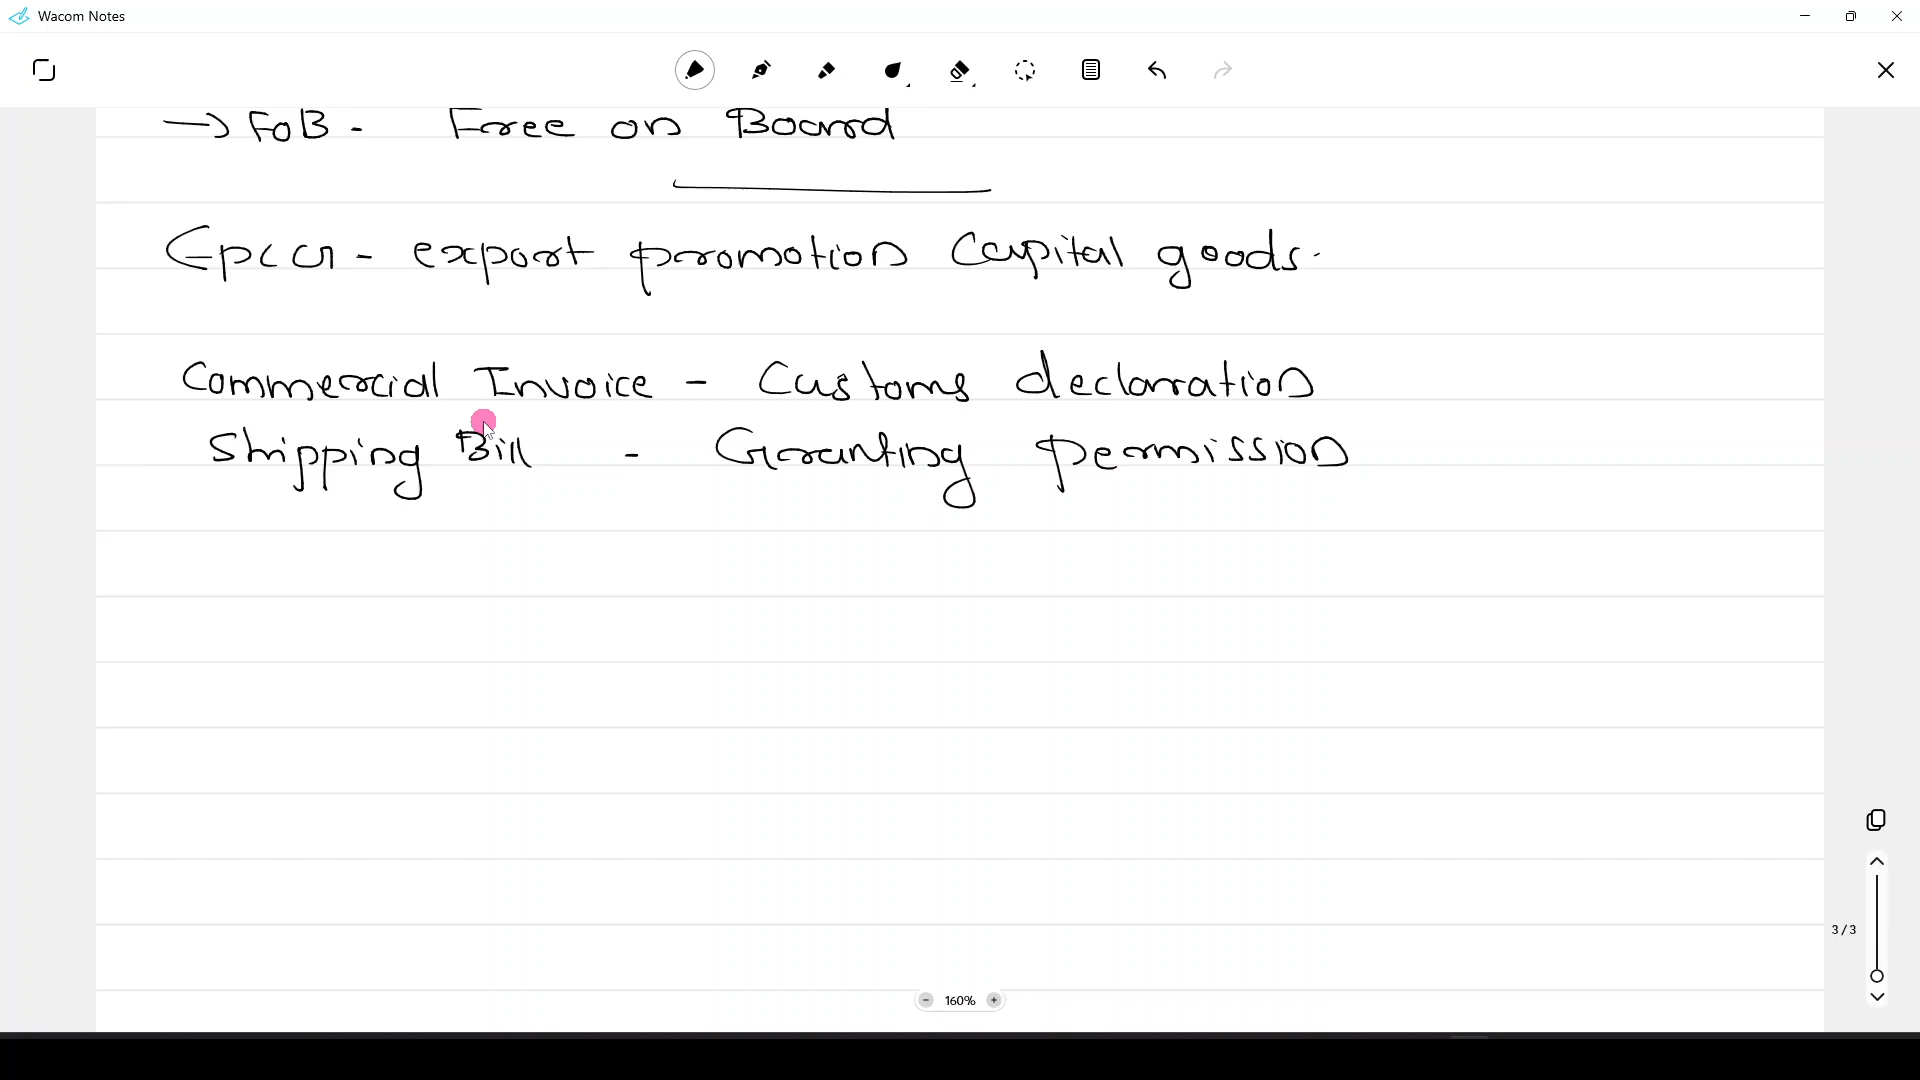 Wacom Notes
→ FOB - Free on Board
EPCG - export promotion Capital goods.
Commercial Invoice - Customs declaration
Shipping Bill - Granting permission
3/3
160%